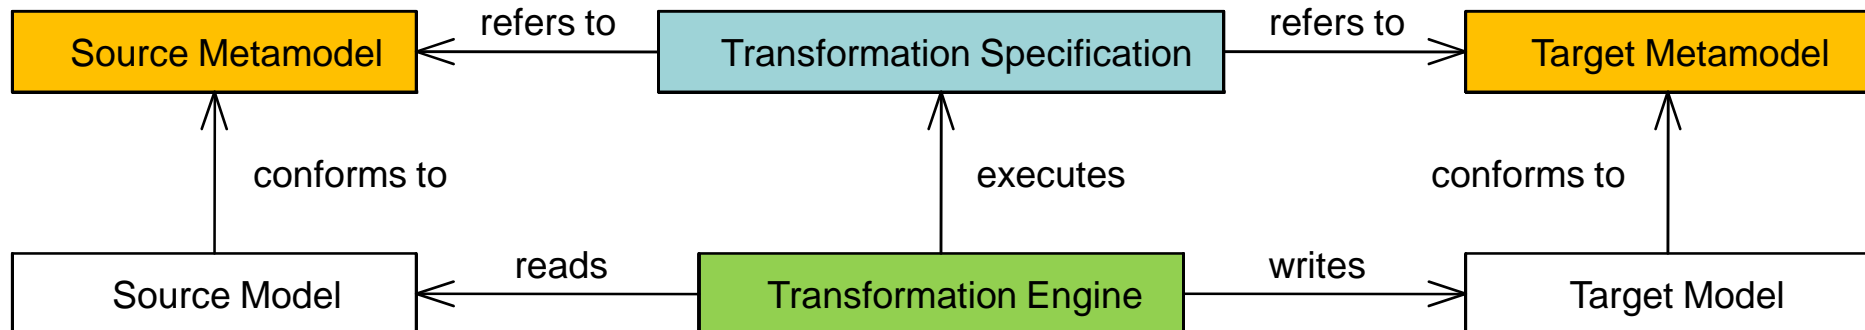 refers to
refers to
Source Metamodel
Transformation Specification
Target Metamodel
conforms to
executes
conforms to
reads
writes
Source Model
Transformation Engine
Target Model